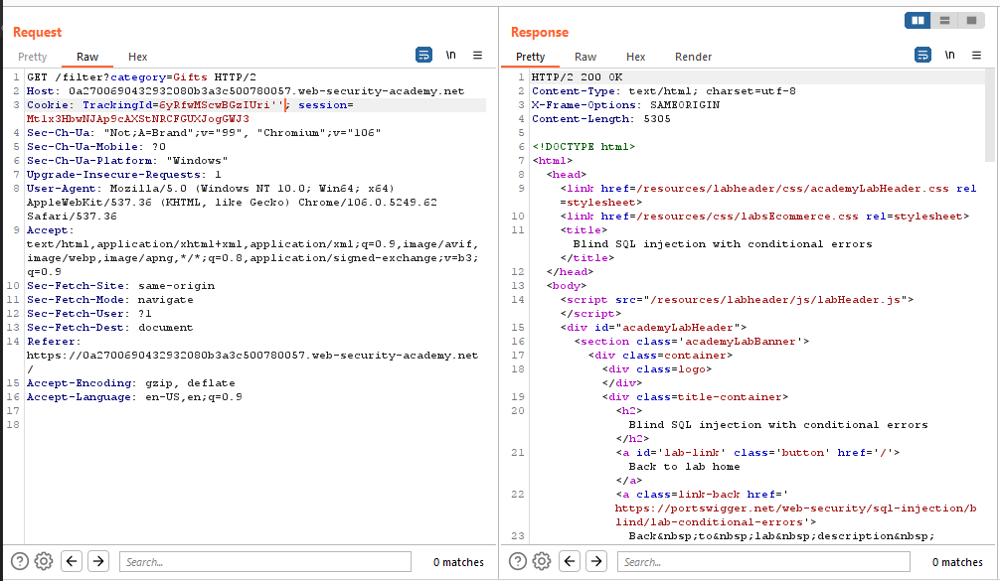 Request
Pretty Raw Hex
\n
1 GET /filter?category=Gifts HTTP/2
2 Host: 0a2700690432932080b3a3c500780057.web-security-academy.net
3 Cookie: TrackingId=6yRfwMScwBGzIUri''; session=
Mtlx3HbwNJAp9cAXStNRCFGUXJogGWJ3
4 Sec-Ch-Ua: "Not;A=Brand";v="99", "Chromium";v="106"
5 Sec-Ch-Ua-Mobile: ?0
6 Sec-Ch-Ua-Platform: "Windows"
7 Upgrade-Insecure-Requests: 1
8 User-Agent: Mozilla/5.0 (Windows NT 10.0; Win64; x64)
AppleWebKit/537.36 (KHTML, like Gecko) Chrome/106.0.5249.62
Safari/537.36
9 Accept:
text/html,application/xhtml+xml,application/xml;q=0.9,image/avif,
image/webp,image/apng,*/*;q=0.8,application/signed-exchange;v=b3;
q=0.9
10 Sec-Fetch-Site: same-origin
11 Sec-Fetch-Mode: navigate
12 Sec-Fetch-User: ?1
13 Sec-Fetch-Dest: document
14 Referer:
https://0a2700690432932080b3a3c500780057.web-security-academy.net
/
15 Accept-Encoding: gzip, deflate
16 Accept-Language: en-US,en;q=0.9
17
18
Search...
0 matches
Response
Pretty Raw Hex Render
\n
1 HTTP/2 200 OK
2 Content-Type: text/html; charset=utf-8
3 X-Frame-Options: SAMEORIGIN
4 Content-Length: 5305
5
6 <!DOCTYPE html>
7 <html>
8 <head>
9 <link href=/resources/labheader/css/academyLabHeader.css rel
=stylesheet>
10 <link href=/resources/css/labsEcommerce.css rel=stylesheet>
11 <title>
Blind SQL injection with conditional errors
</title>
12 </head>
13 <body>
14 <script src="/resources/labheader/js/labHeader.js">
</script>
15 <div id="academyLabHeader">
16 <section class='academyLabBanner'>
17 <div class=container>
18 <div class=logo>
</div>
19 <div class=title-container>
20 <h2>
Blind SQL injection with conditional errors
</h2>
21 <a id='lab-link' class='button' href='/'>
Back to lab home
</a>
22 <a class=link-back href='
https://portswigger.net/web-security/sql-injection/b
lind/lab-conditional-errors'>
23 Back&nbsp;to&nbsp;lab&nbsp;description&nbsp;
Search...
0 matches